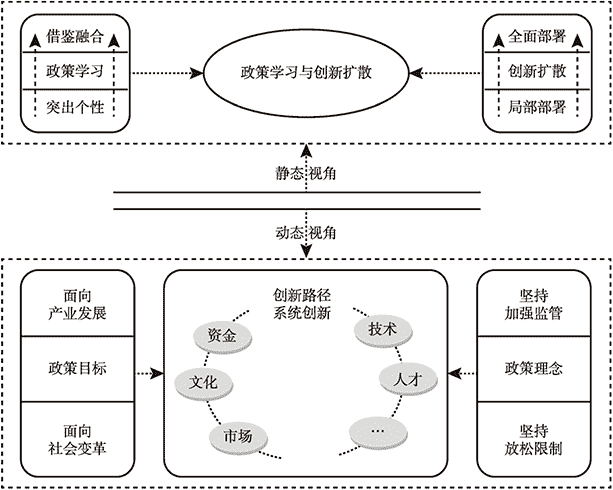 借鉴融合
政策学习
突出个性
政策学习与创新扩散
全面部署
创新扩散
局部部署
静态 视角
动态 视角
面向
产业发展
政策目标
面向
社会变革
创新路径
系统创新
资金
文化
市场
技术
人才
…
坚持
加强监管
政策理念
坚持
放松限制